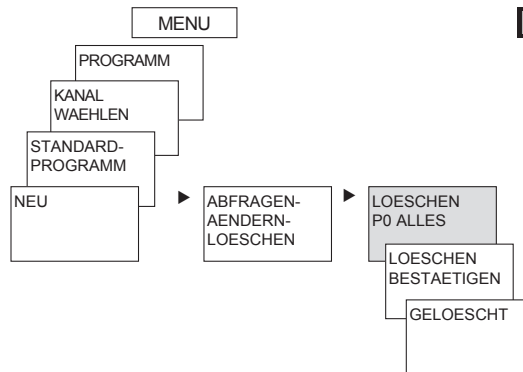 MENU
PROGRAMM
KANAL
WAEHLEN
STANDARD-
PROGRAMM
NEU
ABFRAGEN-
AENDERN-
LOESCHEN
LOESCHEN
P0 ALLES
LOESCHEN
BESTAETIGEN
GELOESCHT